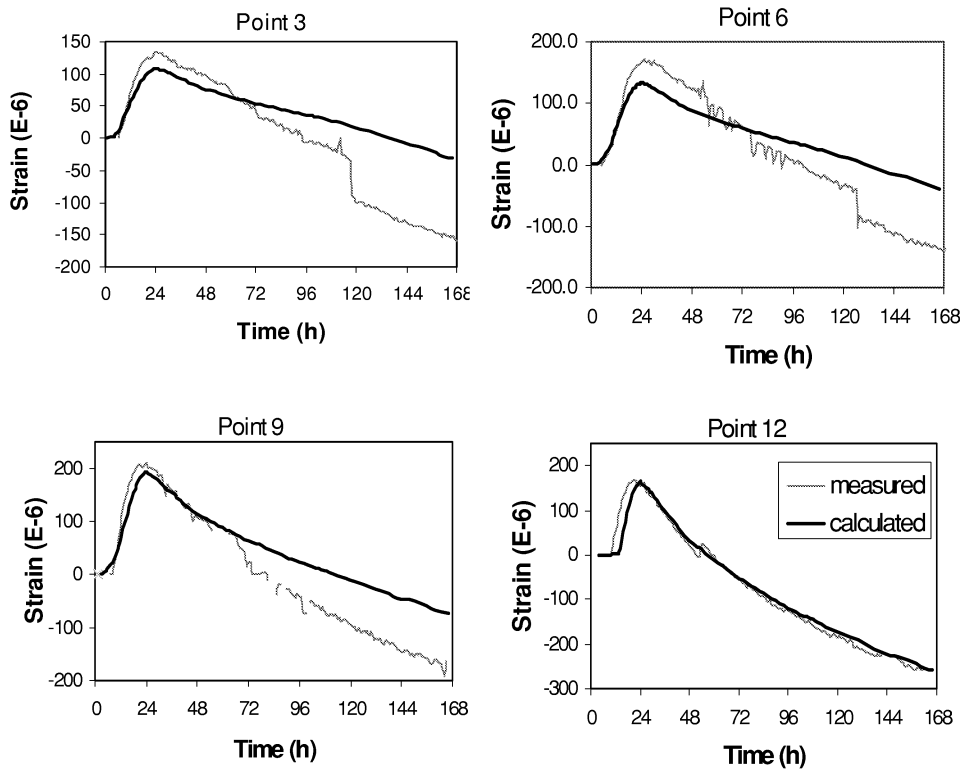 Point 3
150
100
50
0
-50
-100
-150
-200
Strain (E-6)
0 24 48 72 96 120 144 168
Time (h)
Point 6
200.0
100.0
0.0
-100.0
-200.0
Strain (E-6)
0 24 48 72 96 120 144 168
Time (h)
Point 9
200
100
0
-100
-200
Strain (E-6)
0 24 48 72 96 120 144 168
Time (h)
Point 12
200
100
0
-100
-200
-300
Strain (E-6)
measured
calculated
0 24 48 72 96 120 144 168
Time (h)